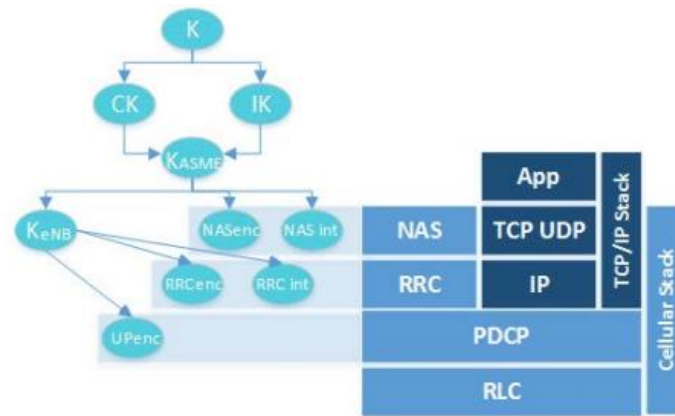 K
CK
IK
KASME
KeNB
NASenc
NAS int
RRCenc
RRC int
UPenc
App
NAS
TCP UDP
RRC
IP
PDCP
RLC
TCP/IP Stack
Cellular Stack